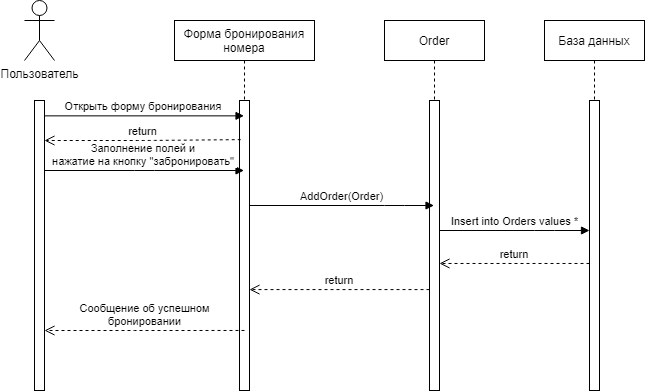 Форма бронирования
номера
Order
База данных
Пользователь
Открыть форму бронирования
return
Заполнение полей и
нажатие на кнопку "забронировать"
AddOrder(Order)
Insert into Orders values *
return
return
Сообщение об успешном
бронировании